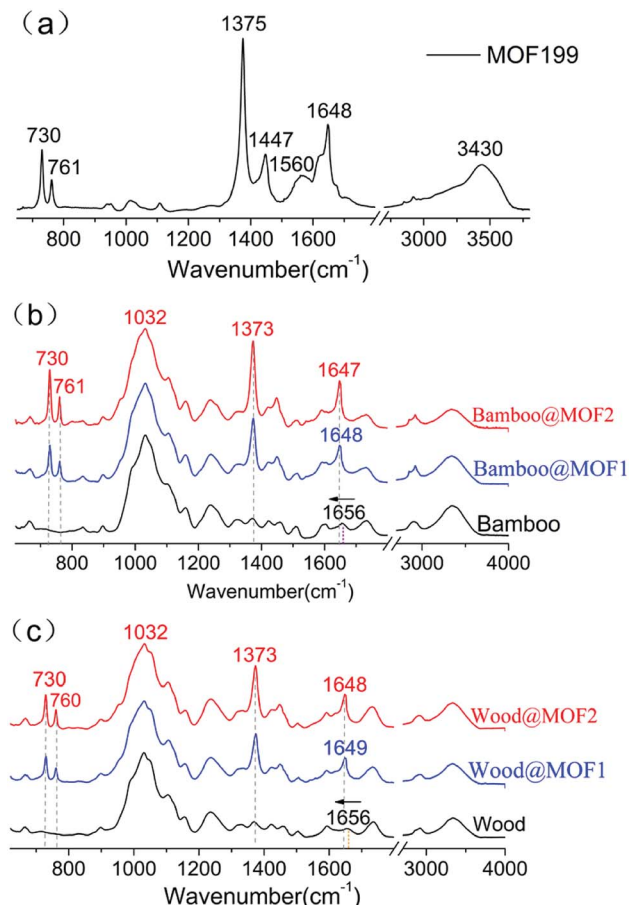 (a)
1375
MOF199
730
761
1447
1560
1648
3430
800 1000 1200 1400 1600 3000 3500
Wavenumber(cm-1)
(b)
1032
1373
730
761
1647
Bamboo@MOF2
1648
Bamboo@MOF1
1656
Bamboo
800 1000 1200 1400 1600 3000 4000
Wavenumber(cm-1)
(c)
1032
1373
730
760
1648
Wood@MOF2
1649
Wood@MOF1
1656
Wood
800 1000 1200 1400 1600 3000 4000
Wavenumber(cm-1)